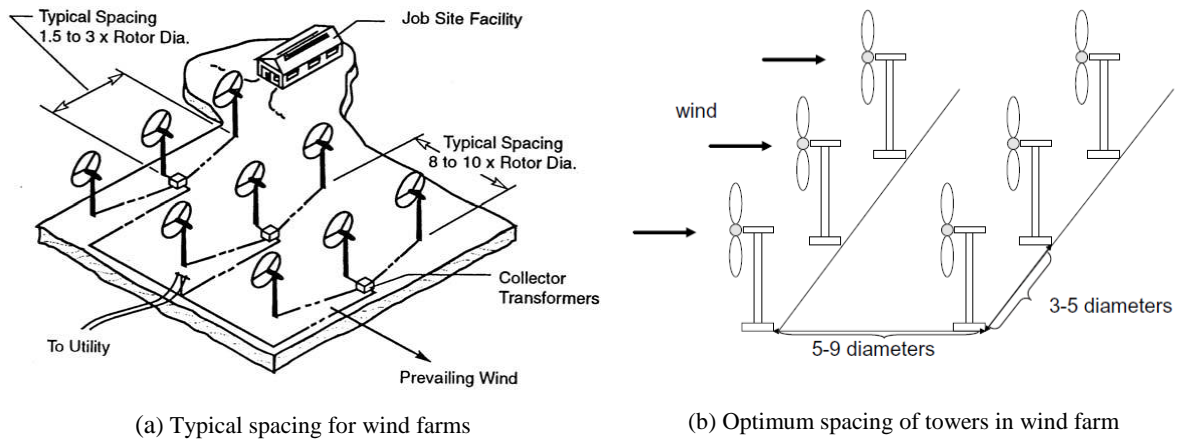 Typical Spacing
1.5 to 3 x Rotor Dia.
Job Site Facility
Typical Spacing
8 to 10 x Rotor Dia.
Collector
Transformers
To Utility
Prevailing Wind
(a) Typical spacing for wind farms
wind
3-5 diameters
5-9 diameters
(b) Optimum spacing of towers in wind farm